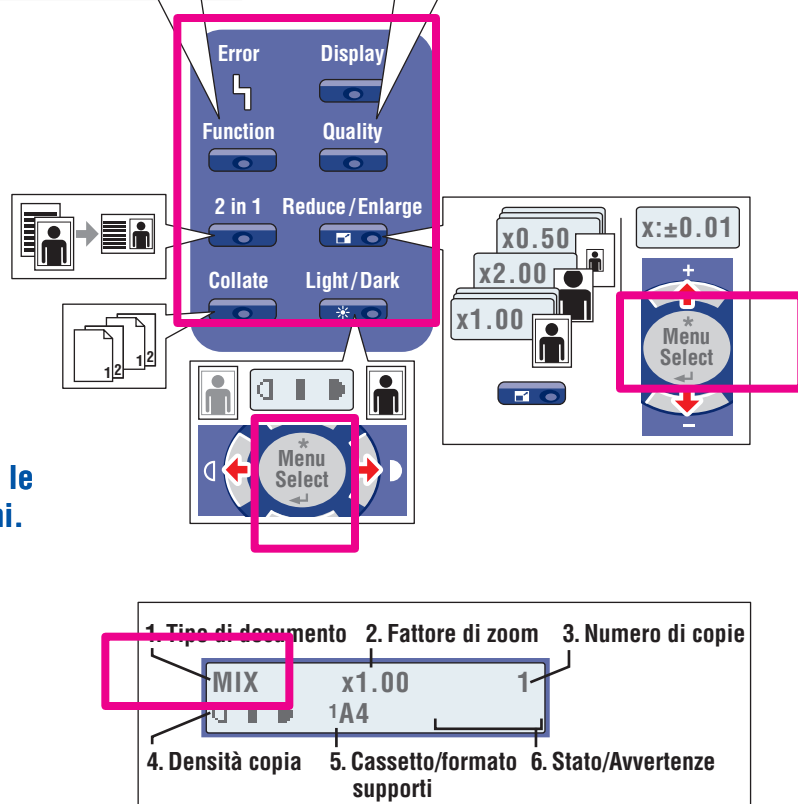 Error Display
Function Quality
2 in 1 Reduce/Enlarge
Collate Light/Dark
1 2 1 2
x0.50
x2.00
x1.00
x:±0.01
+
*
Menu
Select
–
*
Menu
Select
le
ni.
1. Tipo di documento 2. Fattore di zoom 3. Numero di copie
MIX x1.00 1
1A4
4. Densità copia 5. Cassetto/formato supporti 6. Stato/Avvertenze